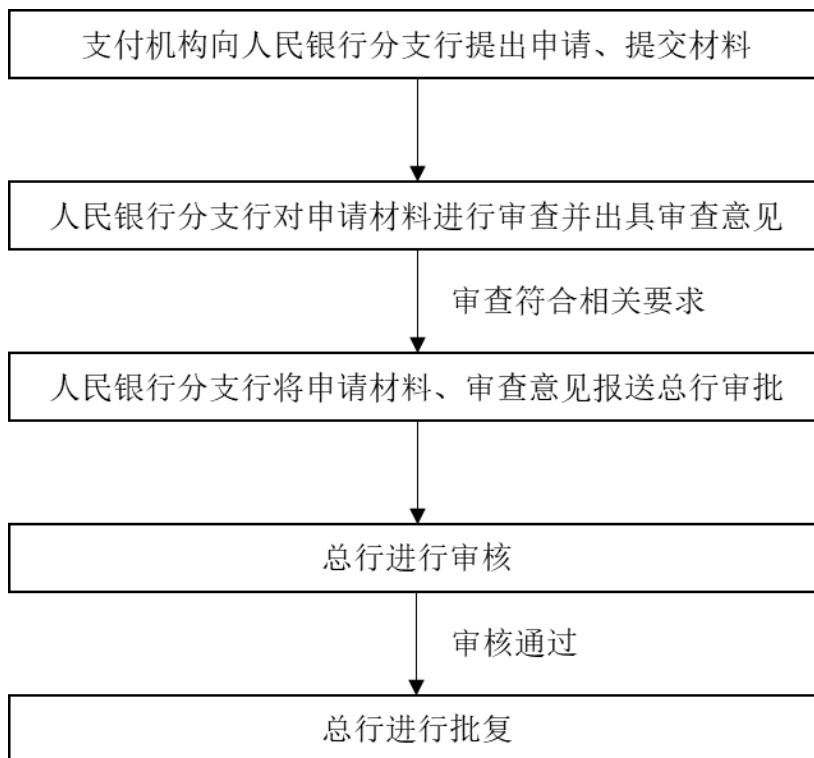 支付机构向人民银行分支行提出申请、提交材料
人民银行分支行对申请材料进行审查并出具审查意见
审查符合相关要求
人民银行分支行将申请材料、审查意见报送总行审批
总行进行审核
审核通过
总行进行批复